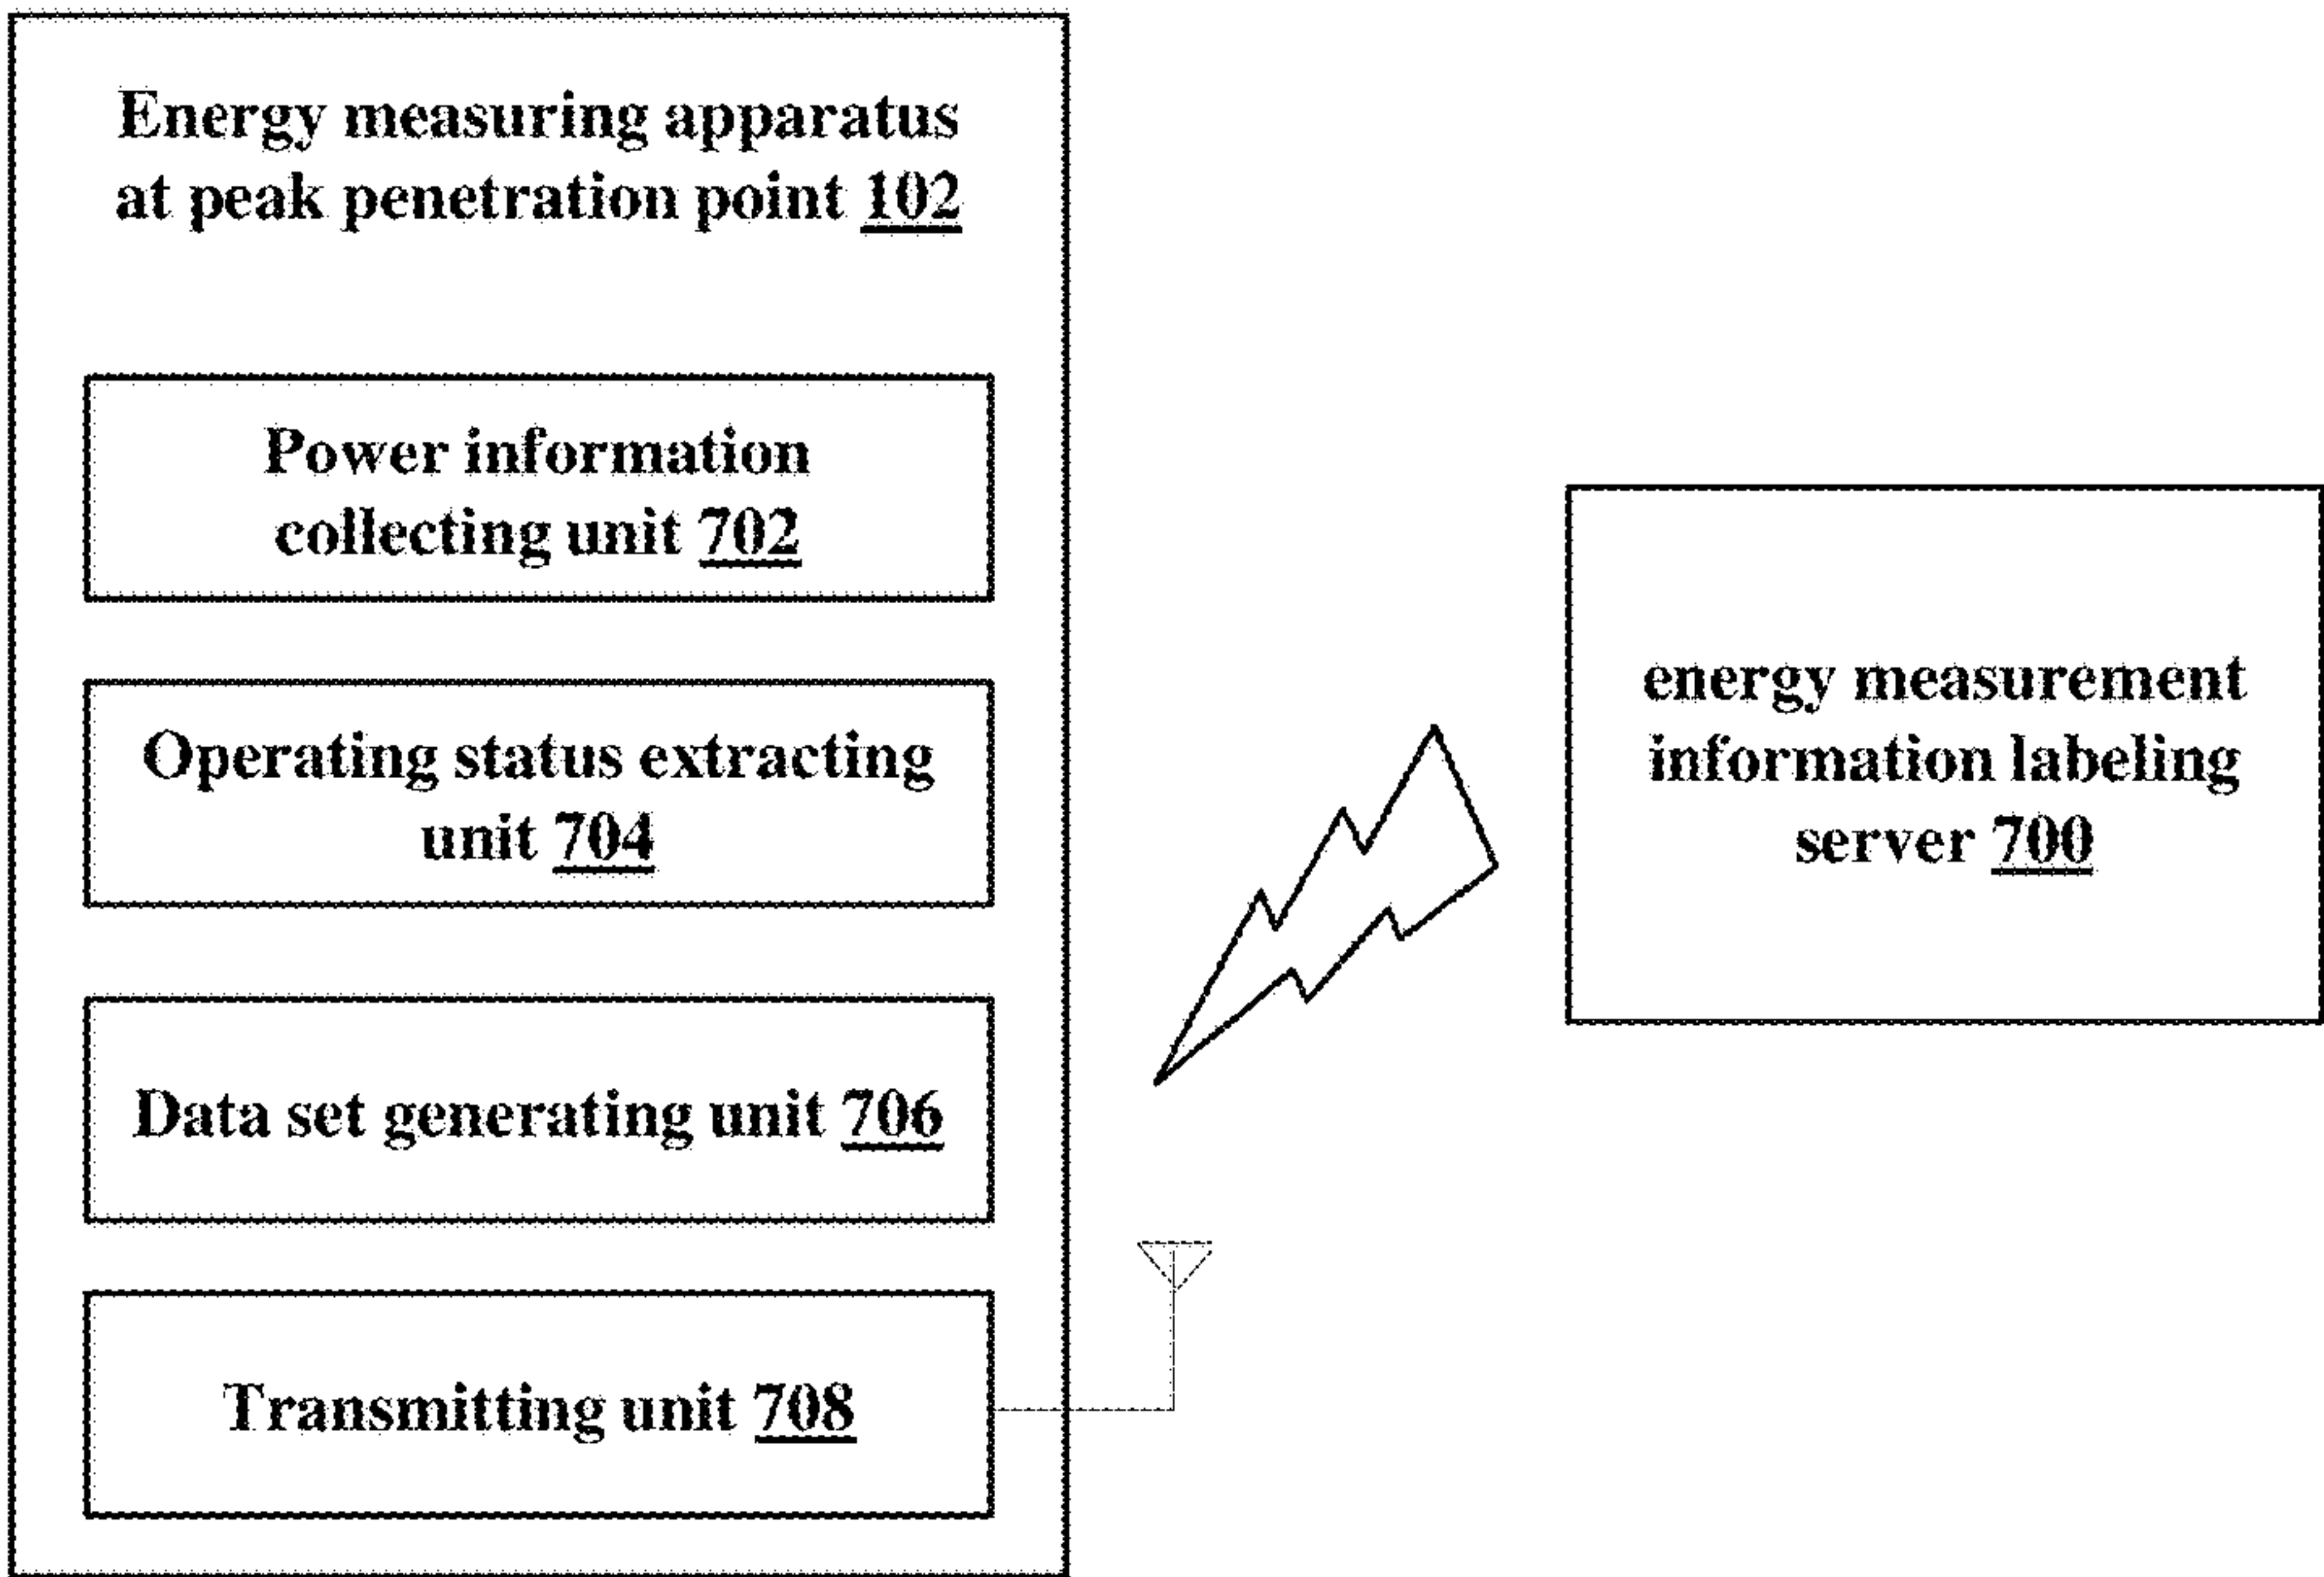 Energy measuring apparatus
at peak penetration point 102
Power information
collecting unit 702
Operating status extracting
unit 704
Data set generating unit 706
Transmitting unit 708
energy measurement
information labeling
server 700